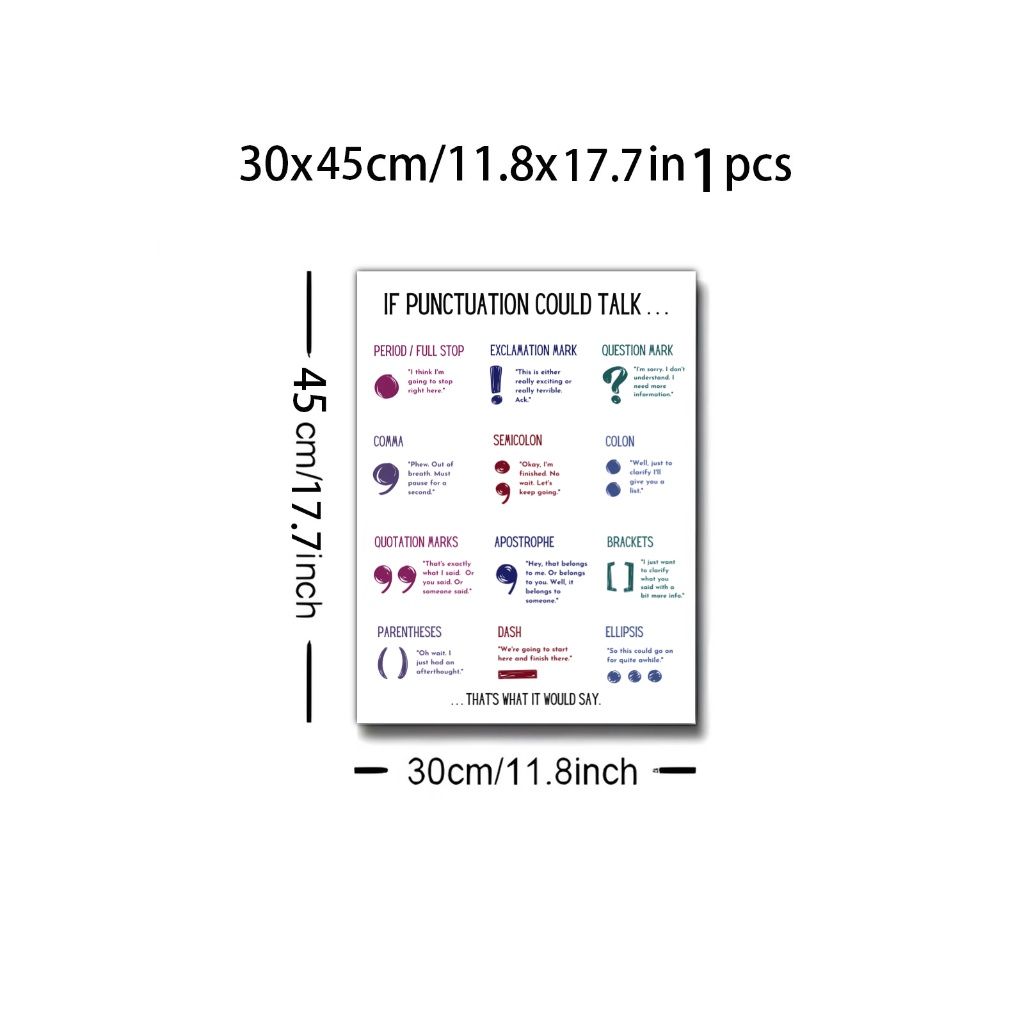 30x45cm/11.8x17.7in 1 pcs
45cm/17.7inch
IF PUNCTUATION COULD TALK . . .
PERIOD / FULL STOP
"I think I'm
going to stop
right here."
EXCLAMATION MARK
"This is either
really exciting or
really terrible.
Ack."
QUESTION MARK
"I'm sorry. I don't
understand. I
need more
information."
COMMA
"Phew. Out of
breath. Must
pause for a
second."
SEMICOLON
"Okay, I'm
finished. No
wait. Let's
keep going."
COLON
"Well, just to
clarify I'll
give you a
list."
QUOTATION MARKS
"That's exactly
what I said. Or
you said. Or
someone said."
APOSTROPHE
"Hey, that belongs
to me. Or belongs
to you. Well, it
belongs to
someone."
BRACKETS
"I just want
to clarify
what you
said with a
bit more info."
PARENTHESES
"Oh wait. I
just had an
afterthought."
DASH
"We're going to start
here and finish there."
ELLIPSIS
"So this could go on
for quite awhile."
. . . THAT'S WHAT IT WOULD SAY.
30cm/11.8inch